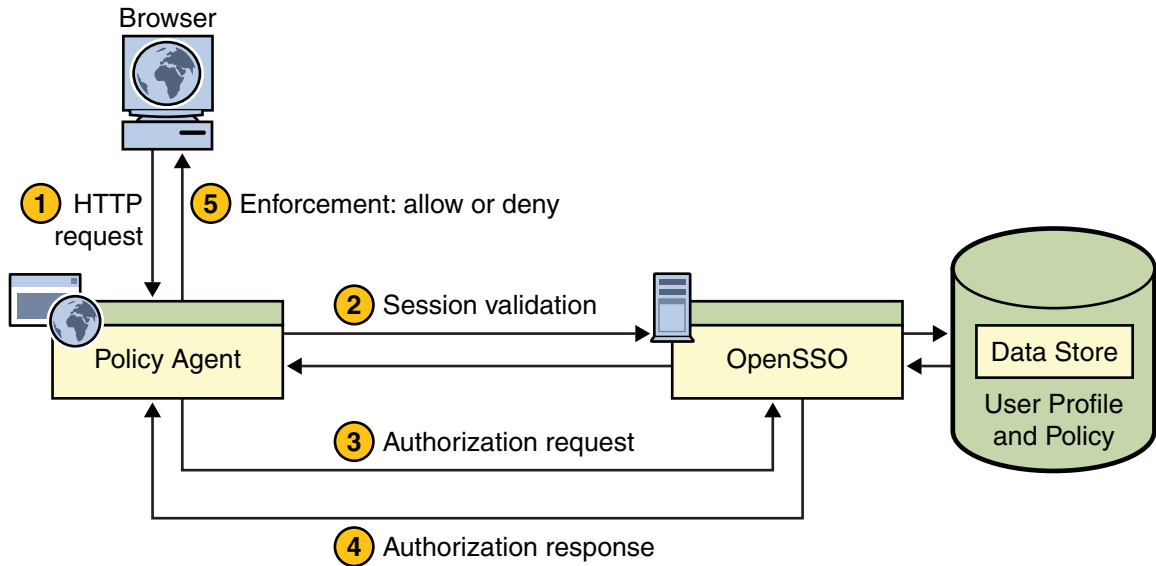 Browser
1 HTTP
request
5 Enforcement: allow or deny
2 Session validation
Policy Agent
OpenSSO
Data Store
User Profile
and Policy
3 Authorization request
4 Authorization response